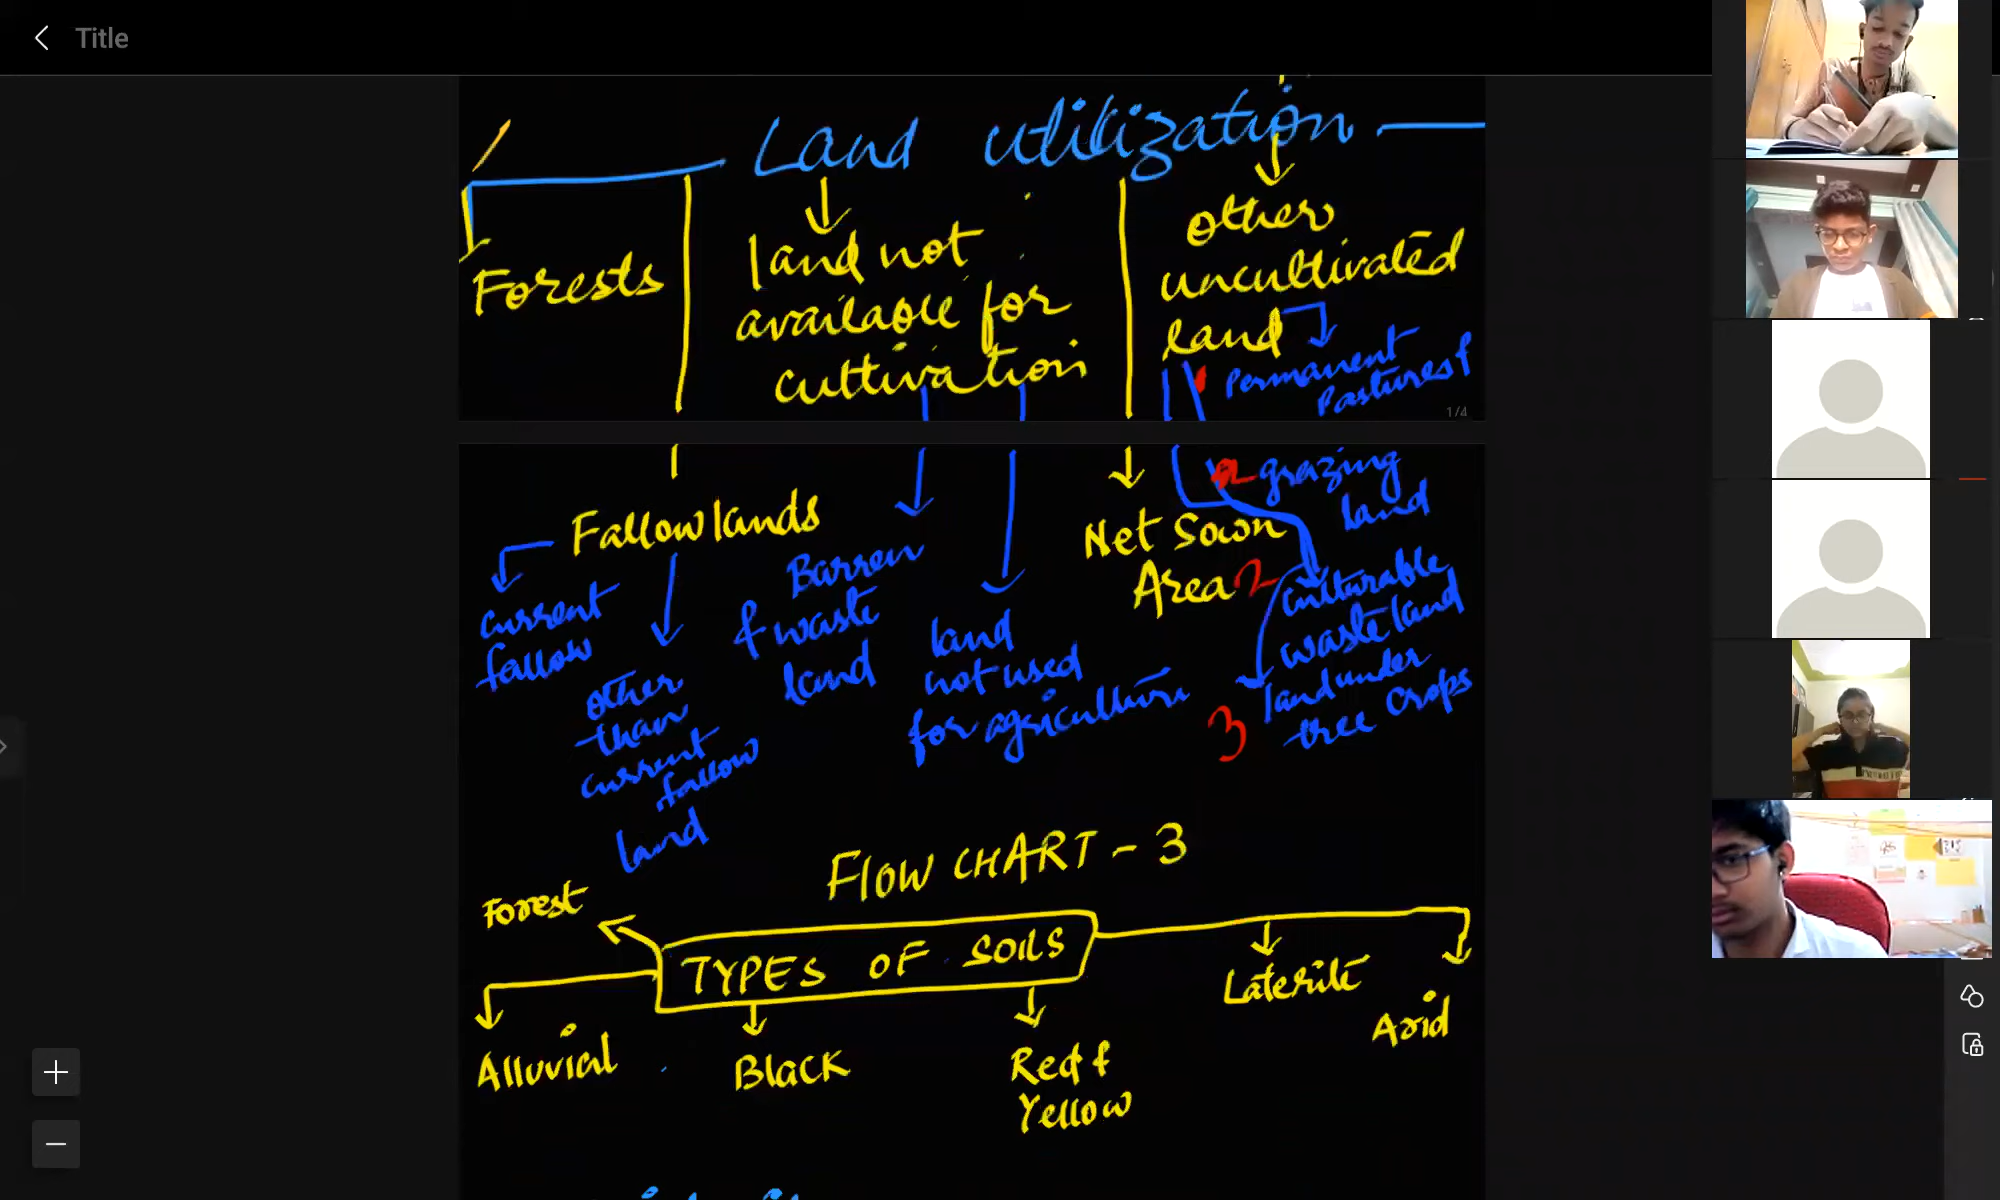 Title
Land utilization
Forests
land not
available for
cultivation
other
uncultivated
land
1 Permanent
Pastures &
1/4
2 grazing
land
Fallow lands
current
fallow
other
than
current
fallow
land
Barren
& waste
land
land
not used
for agriculture
Net Sown
Area
2 culturable
waste land
3 land under
tree crops
FLOW CHART - 3
TYPES OF SOILS
Forest
Alluvial
Black
Red &
Yellow
Laterite
Arid